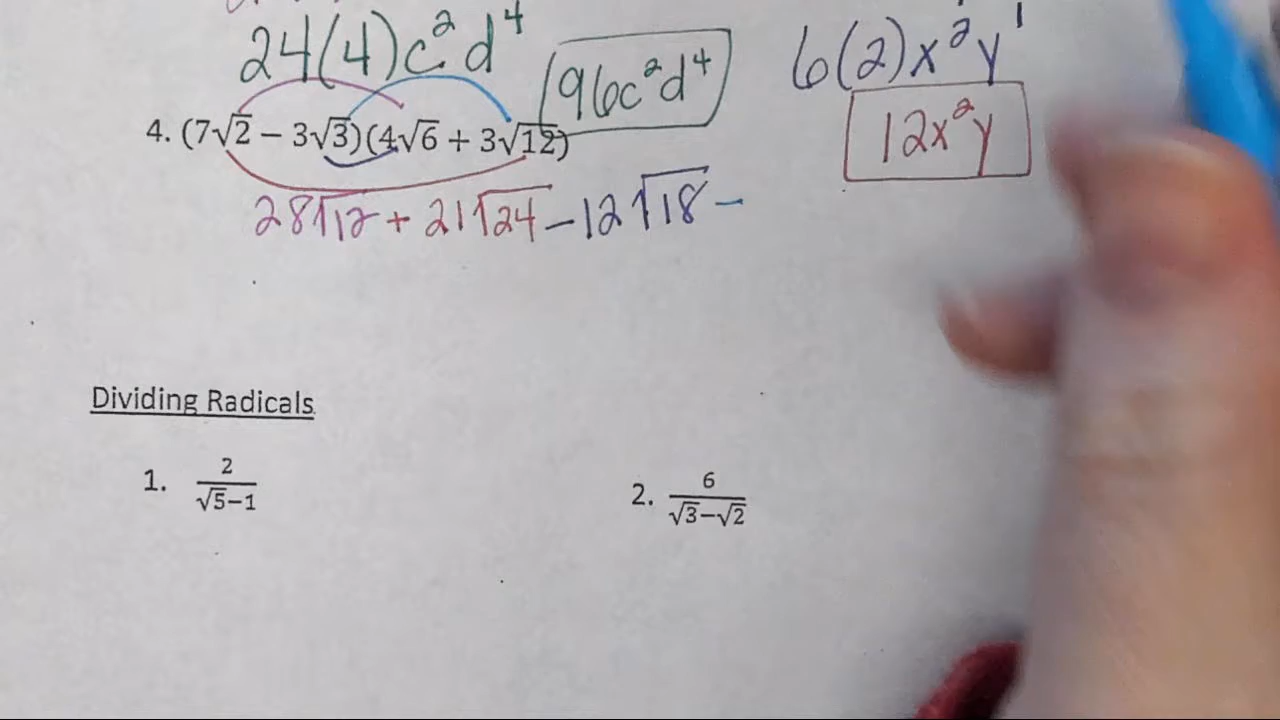 24(4)c²d⁴
96c²d⁴
6(2)x²y¹
12x²y
4. (7√2 − 3√3)(4√6 + 3√12)
28√12 + 21√24 − 12√18 −
Dividing Radicals
1. 2/(√5−1)
2. 6/(√3−√2)